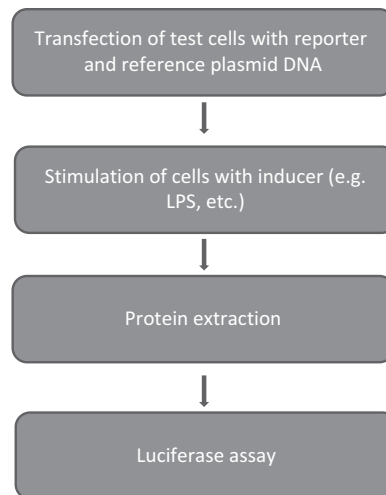 Transfection of test cells with reporter
and reference plasmid DNA
Stimulation of cells with inducer (e.g.
LPS, etc.)
Protein extraction
Luciferase assay